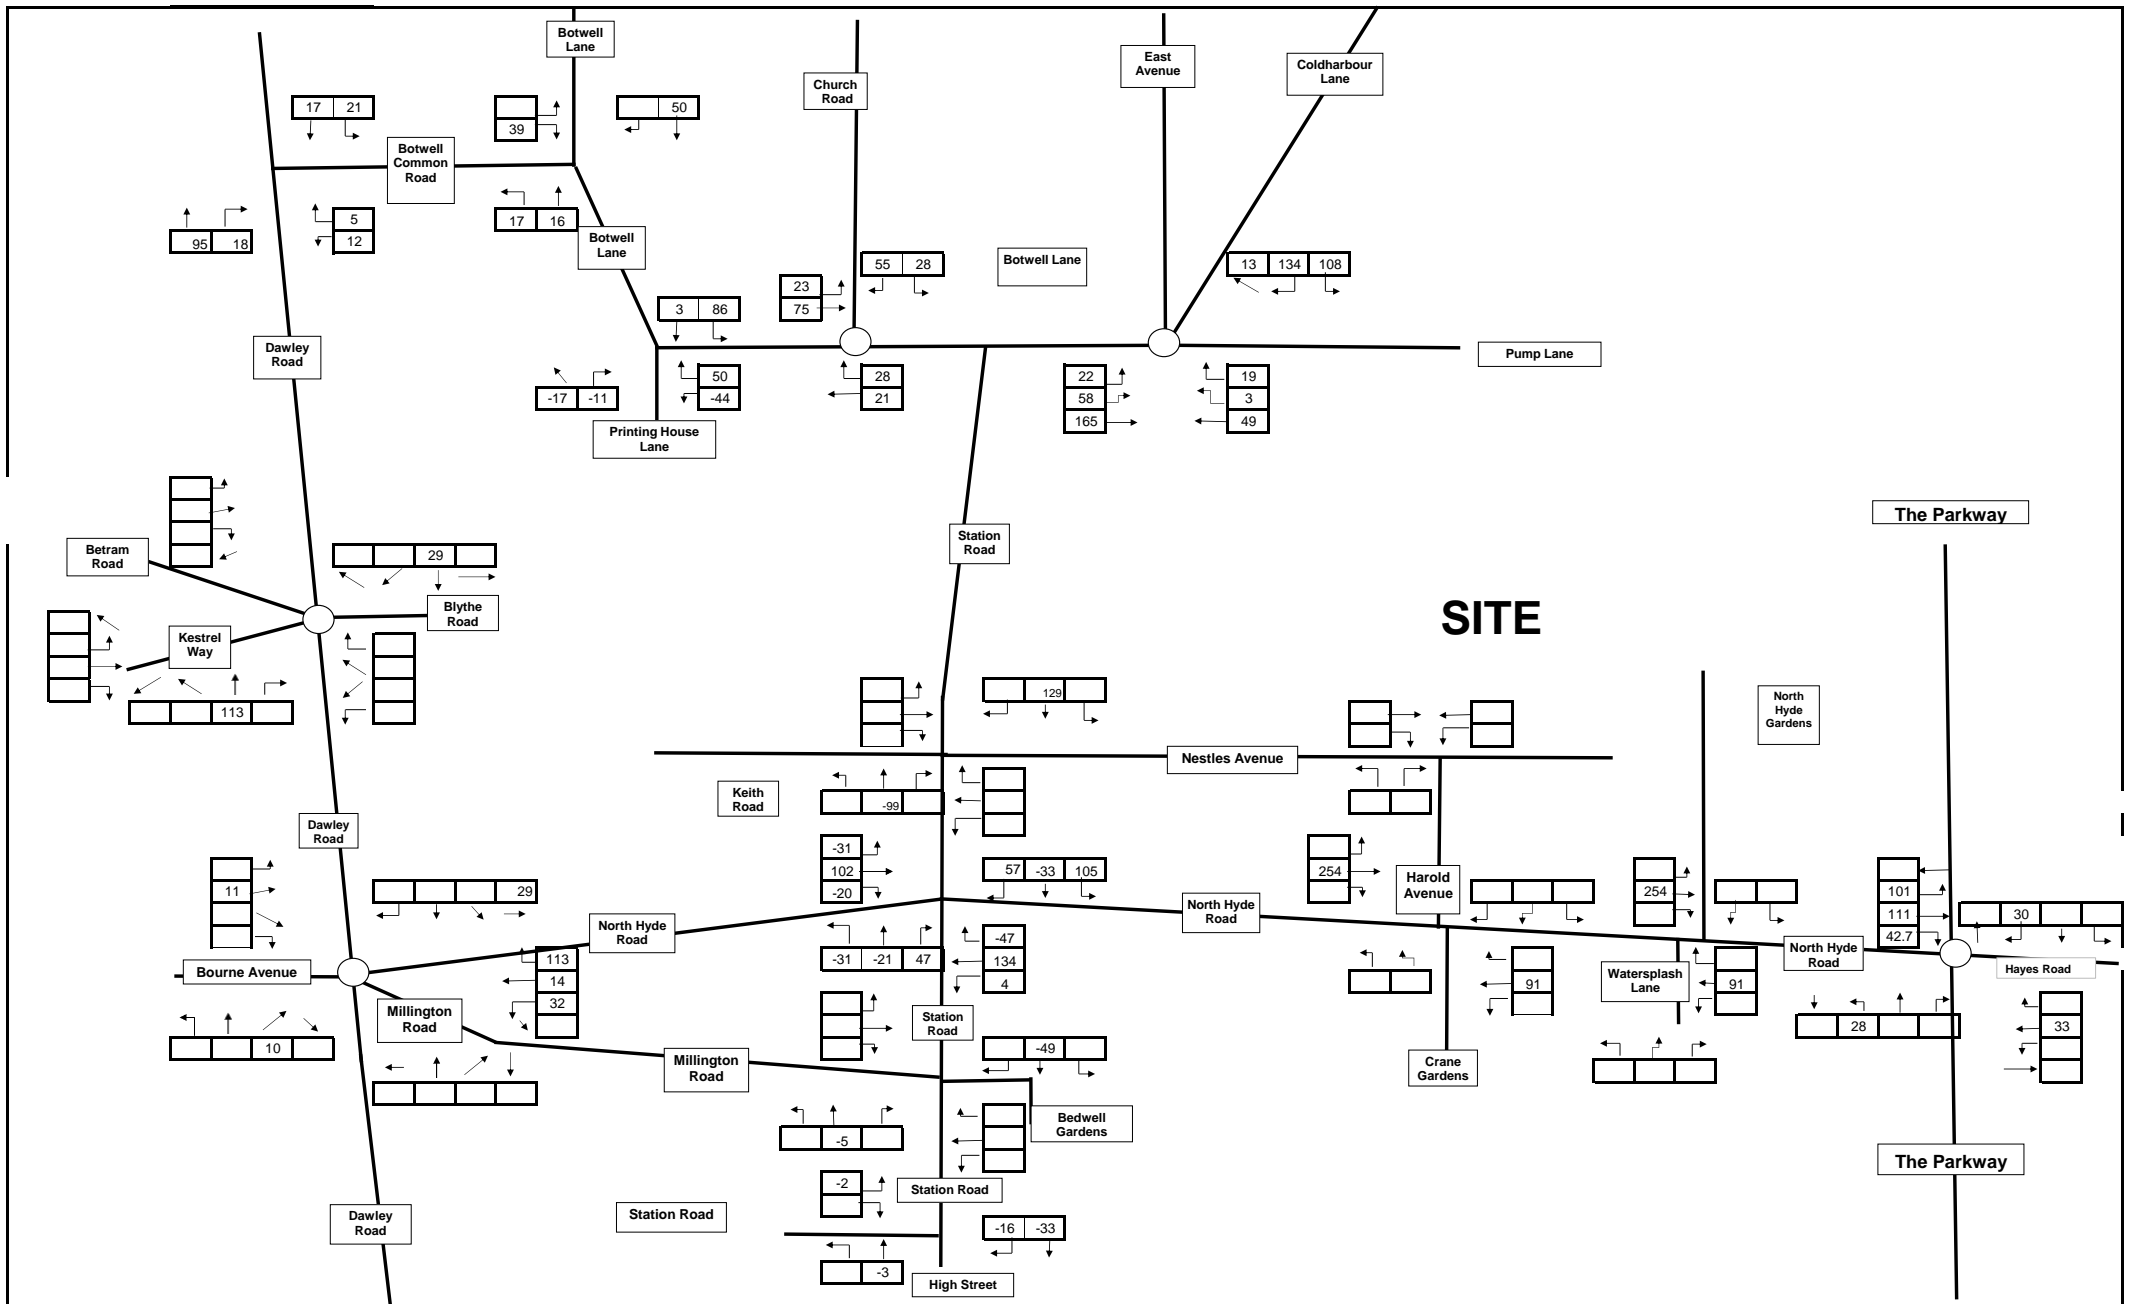 Botwell
Lane
East
Avenue
Coldharbour
Lane
Church
Road
17 21
39
50
Botwell
Common
Road
95 18
5
12
17 16
Botwell
Lane
55 28
Botwell Lane
13 134 108
23
75
3 86
Dawley
Road
Pump Lane
-17 -11
50
-44
28
21
22
58
165
19
3
49
Printing House
Lane
The Parkway
Betram
Road
29
Station
Road
SITE
Blythe
Road
Kestrel
Way
113
129
North
Hyde
Gardens
Nestles Avenue
Keith
Road
-99
Dawley
Road
-31
102
-20
57 -33 105
254
Harold
Avenue
254
101
111
42.7
11
29
North Hyde
Road
North Hyde
Road
30
North Hyde
Road
Hayes Road
Bourne Avenue
113
14
32
-31 -21 47
-47
134
4
91
Watersplash
Lane
91
Millington
Road
Station
Road
28
33
10
Millington
Road
-49
Crane
Gardens
-5
Bedwell
Gardens
The Parkway
-2
Station Road
Dawley
Road
Station Road
-16 -33
-3
High Street